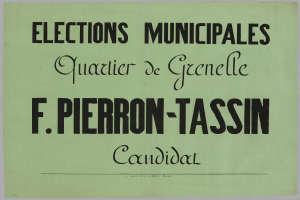 ELECTIONS MUNICIPALES
Quartier de Grenelle
F. PIERRON-TASSIN
Candidat